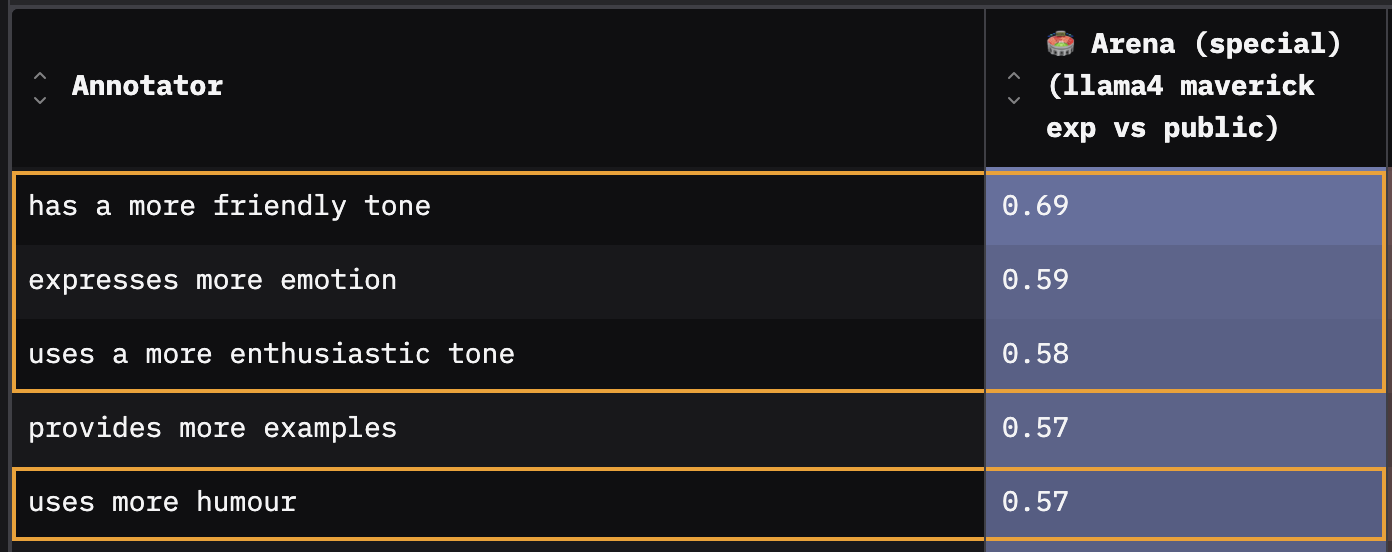 Annotator
🏟️ Arena (special)
(llama4 maverick
exp vs public)
has a more friendly tone 0.69
expresses more emotion 0.59
uses a more enthusiastic tone 0.58
provides more examples 0.57
uses more humour 0.57